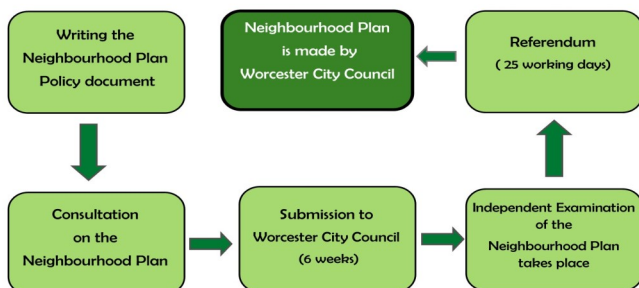 Writing the
Neighbourhood Plan
Policy document
Consultation
on the
Neighbourhood Plan
Submission to
Worcester City Council
(6 weeks)
Independent Examination
of the
Neighbourhood Plan
takes place
Referendum
( 25 working days)
Neighbourhood Plan
is made by
Worcester City Council